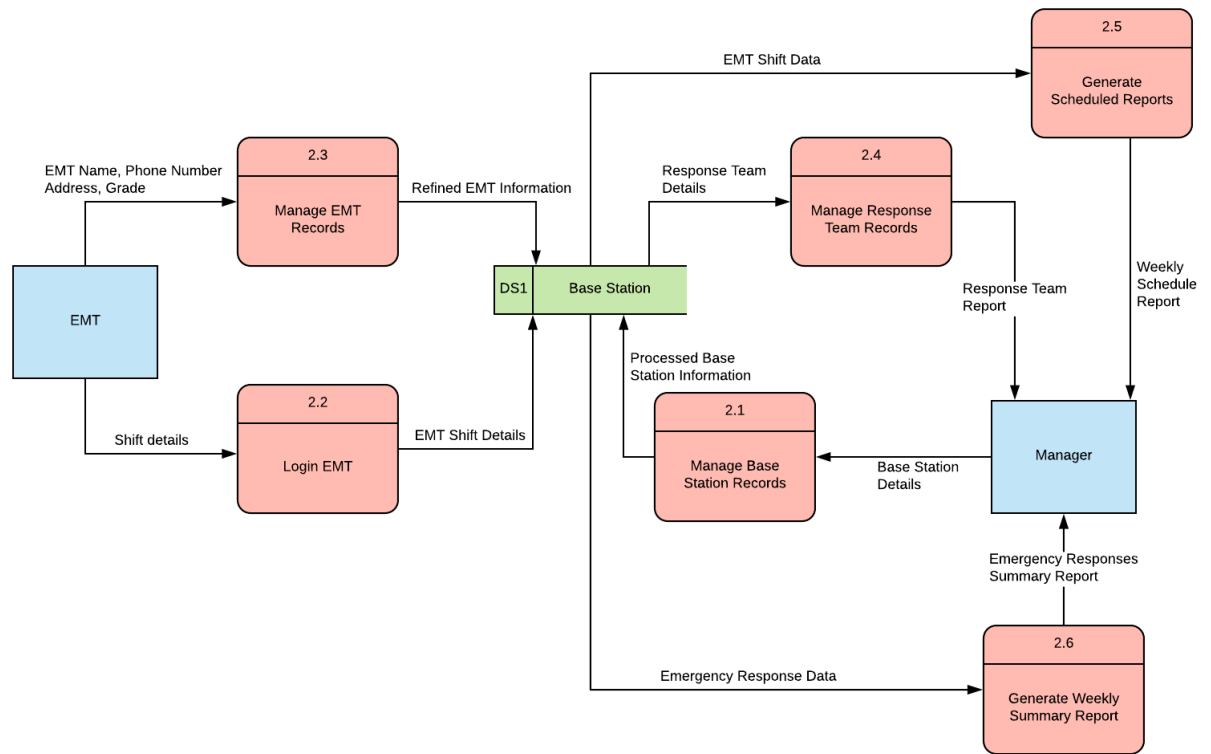 2.5
EMT Shift Data
Generate
Scheduled Reports
2.3
2.4
EMT Name, Phone Number
Address, Grade
Refined EMT Information
Response Team
Details
Manage EMT
Records
Manage Response
Team Records
DS1
Base Station
Weekly
Schedule
Report
Response Team
Report
EMT
Processed Base
Station Information
2.2
2.1
Shift details
EMT Shift Details
Login EMT
Manage Base
Station Records
Base Station
Details
Manager
Emergency Responses
Summary Report
2.6
Emergency Response Data
Generate Weekly
Summary Report